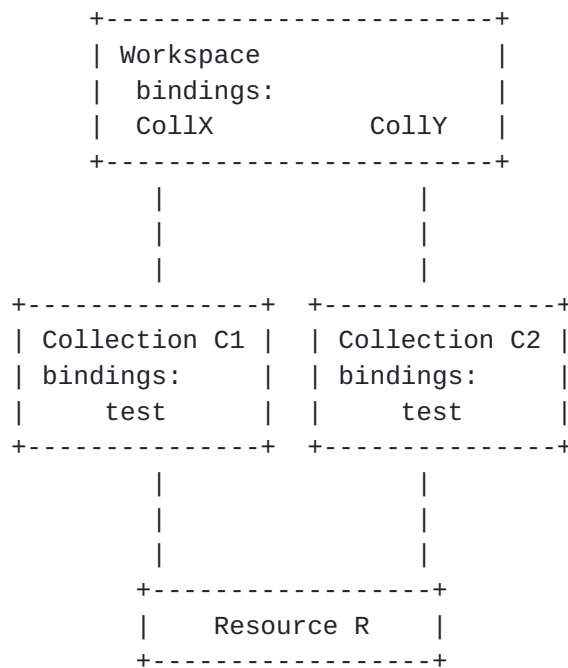 Workspace
bindings:
CollX CollY
Collection C1 Collection C2
bindings: bindings:
test test
Resource R